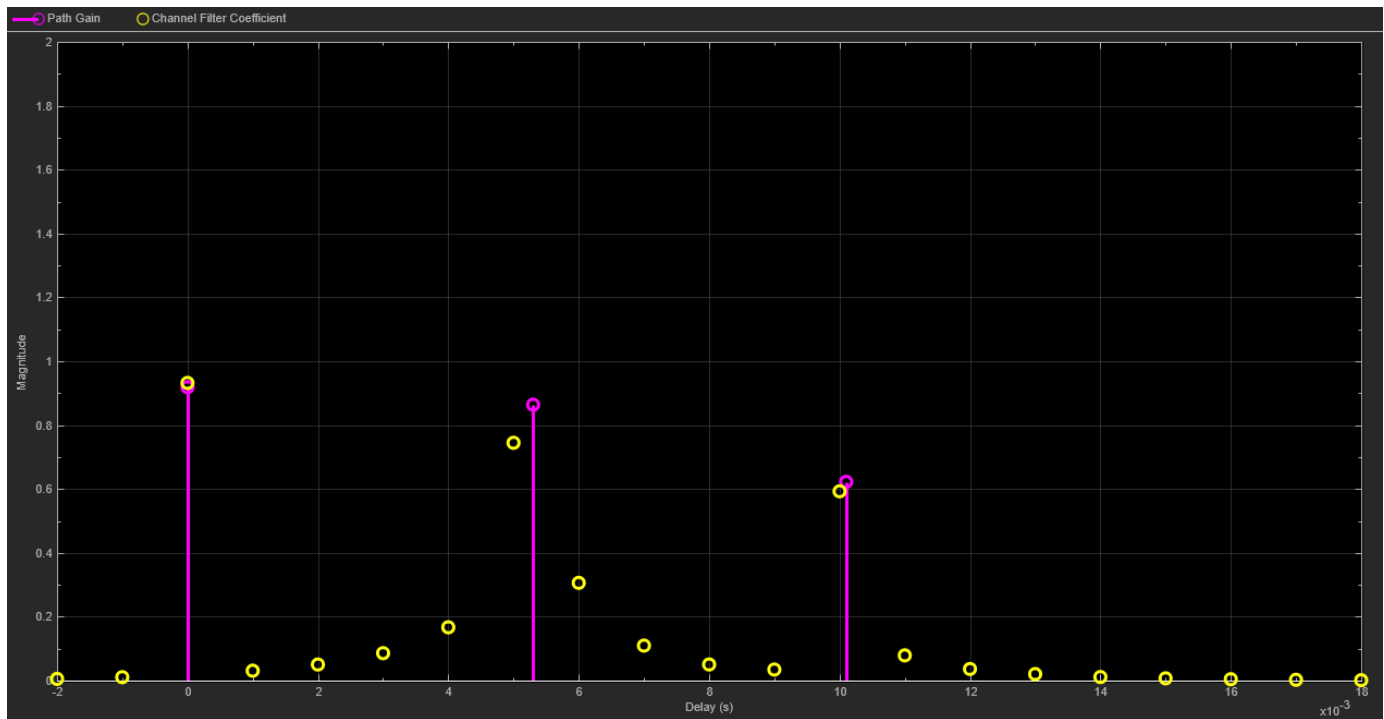 Path Gain Channel Filter Coefficient
2
1.8
1.6
1.4
1.2
1
0.8
0.6
0.4
0.2
0
Magnitude
-2 0 2 4 6 8 10 12 14 16 18
Delay (s)
x10⁻³